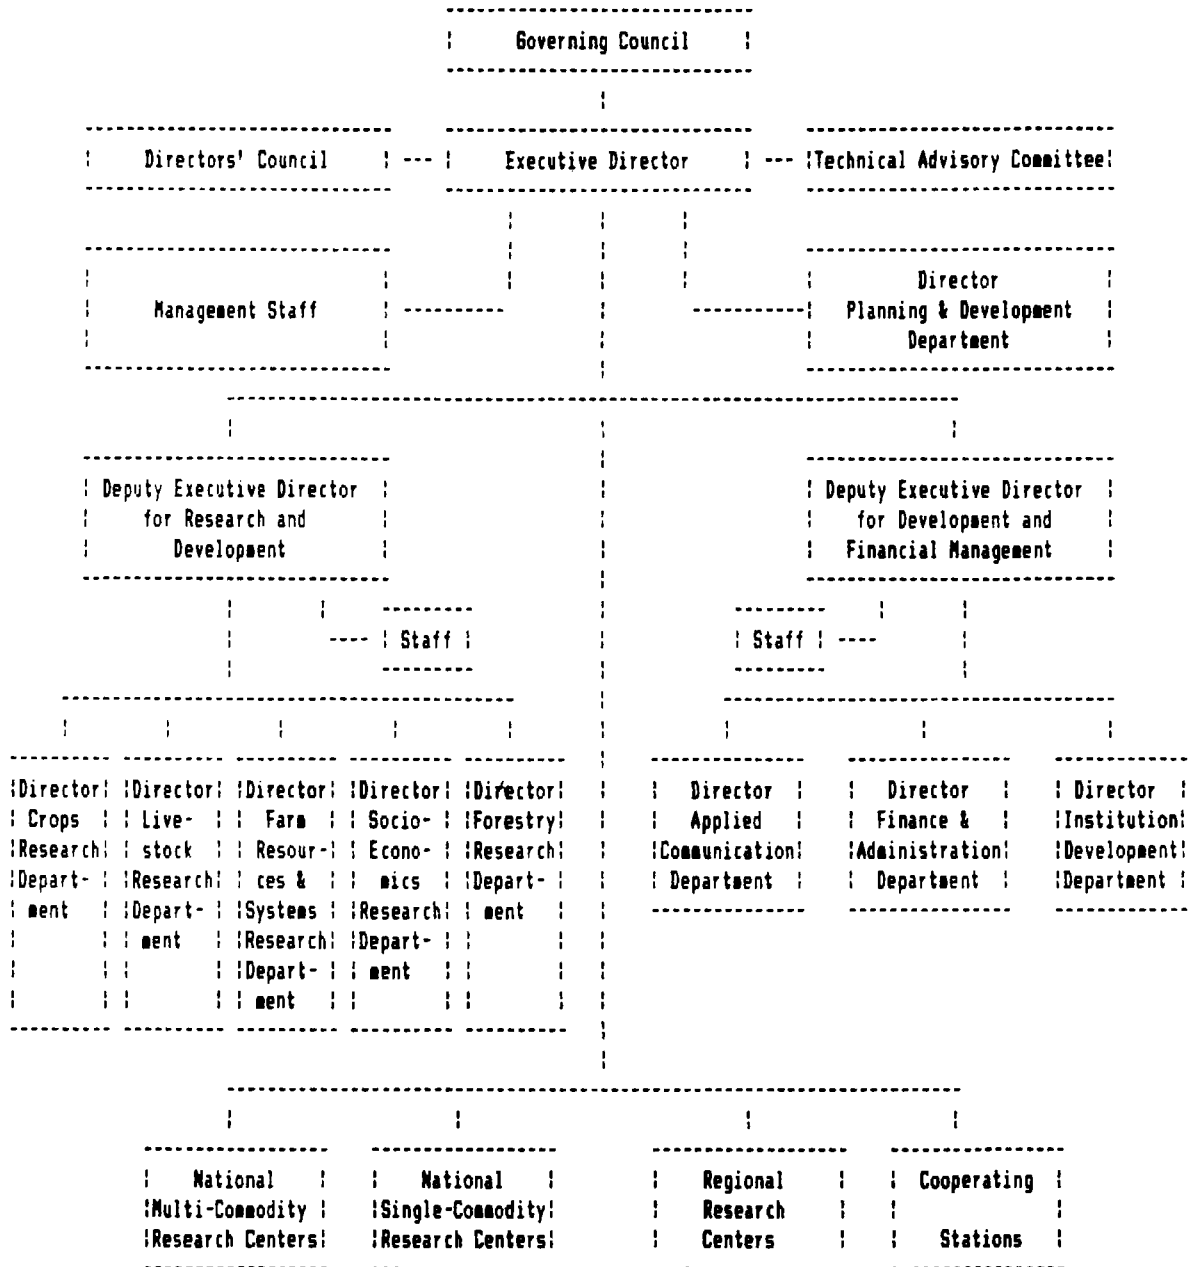 Governing Council
Directors' Council
Executive Director
Technical Advisory Committee
Management Staff
Director
Planning & Development
Department
Deputy Executive Director
for Research and
Development
Deputy Executive Director
for Development and
Financial Management
Staff
Staff
Director
Crops
Research
Depart-
ment
Director
Live-
stock
Research
Depart-
ment
Director
Farm
Resour-
ces &
Systems
Research
Depart-
ment
Director
Socio-
Econo-
mics
Research
Depart-
ment
Director
Forestry
Research
Depart-
ment
Director
Applied
Communication
Department
Director
Finance &
Administration
Department
Director
Institution
Development
Department
National
Multi-Commodity
Research Centers
National
Single-Commodity
Research Centers
Regional
Research
Centers
Cooperating
Stations